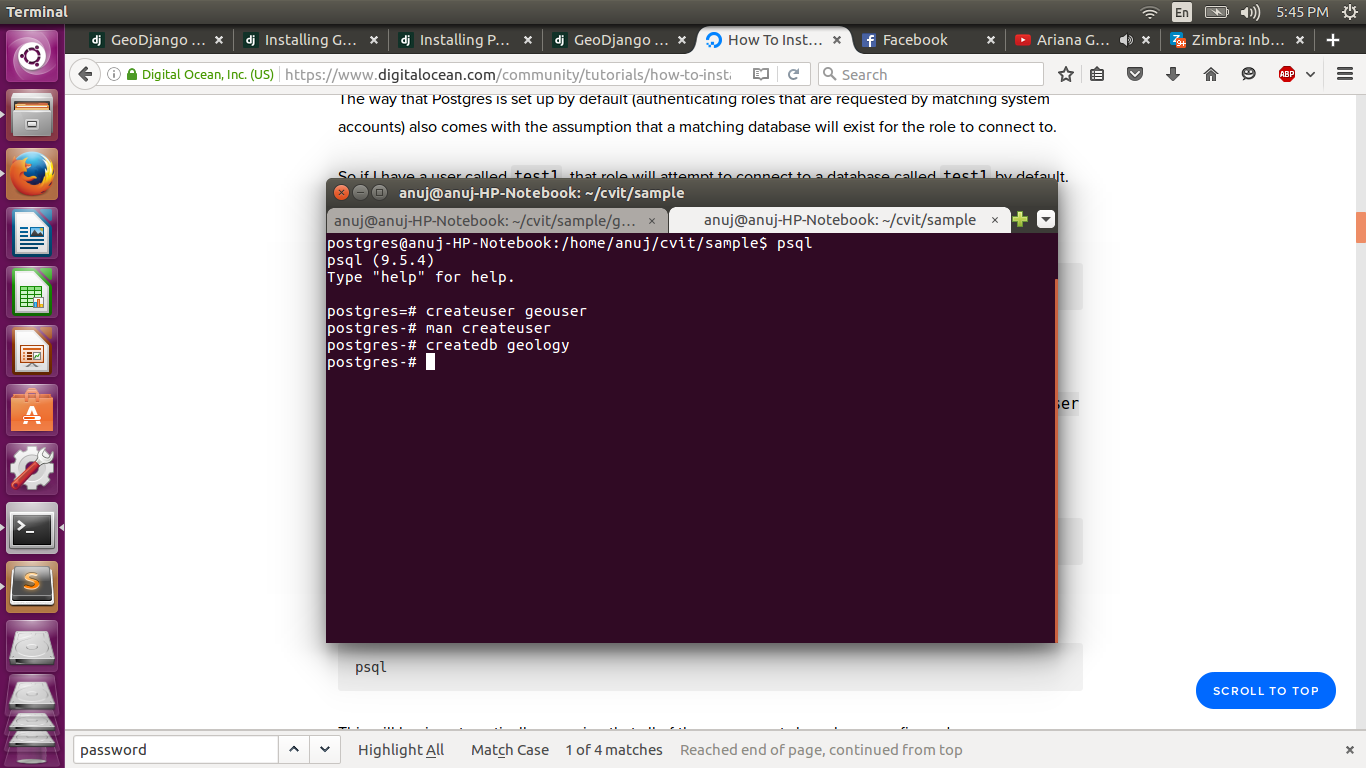 Terminal
En
5:45 PM
GeoDjango ...
Installing G...
Installing P...
GeoDjango ...
How To Inst...
Facebook
Ariana G...
Zimbra: Inb...
Digital Ocean, Inc. (US)
https://www.digitalocean.com/community/tutorials/how-to-insta
Search
ABP
The way that Postgres is set up by default (authenticating roles that are requested by matching system
accounts) also comes with the assumption that a matching database will exist for the role to connect to.
So if I have a user called test1, that role will attempt to connect to a database called test1 by default.
anuj@anuj-HP-Notebook: ~/cvit/sample
anuj@anuj-HP-Notebook: ~/cvit/sample/g...
anuj@anuj-HP-Notebook: ~/cvit/sample
postgres@anuj-HP-Notebook:/home/anuj/cvit/sample$ psql
psql (9.5.4)
Type "help" for help.
postgres=# createuser geouser
postgres-# man createuser
postgres-# createdb geology
postgres-#
ser
psql
SCROLL TO TOP
password
Highlight All
Match Case
1 of 4 matches
Reached end of page, continued from top